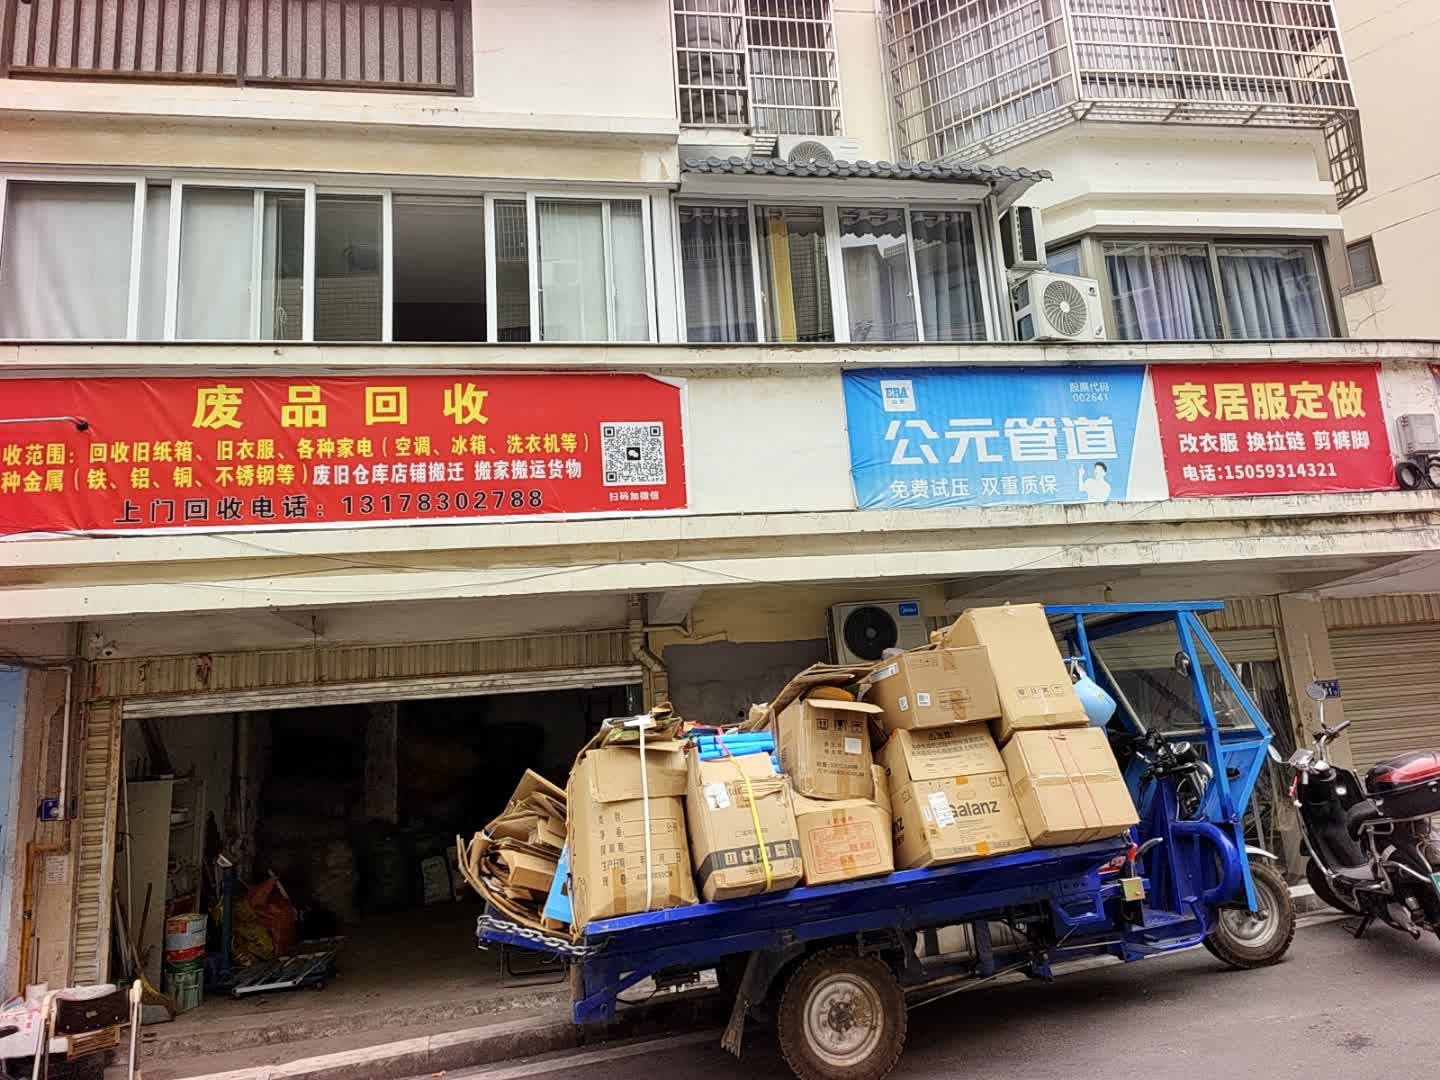 废品回收
收范围：回收旧纸箱、旧衣服、各种家电（空调、冰箱、洗衣机等）
种金属（铁、铝、铜、不锈钢等）废旧仓库店铺搬迁 搬家搬运货物
上门回收电话：13178302788
扫码加微信
ERA
股票代码
002641
公元管道
免费试压 双重质保
家居服定做
改衣服 换拉链 剪裤脚
电话:15059314321
Midea
Galanz
年 月 日